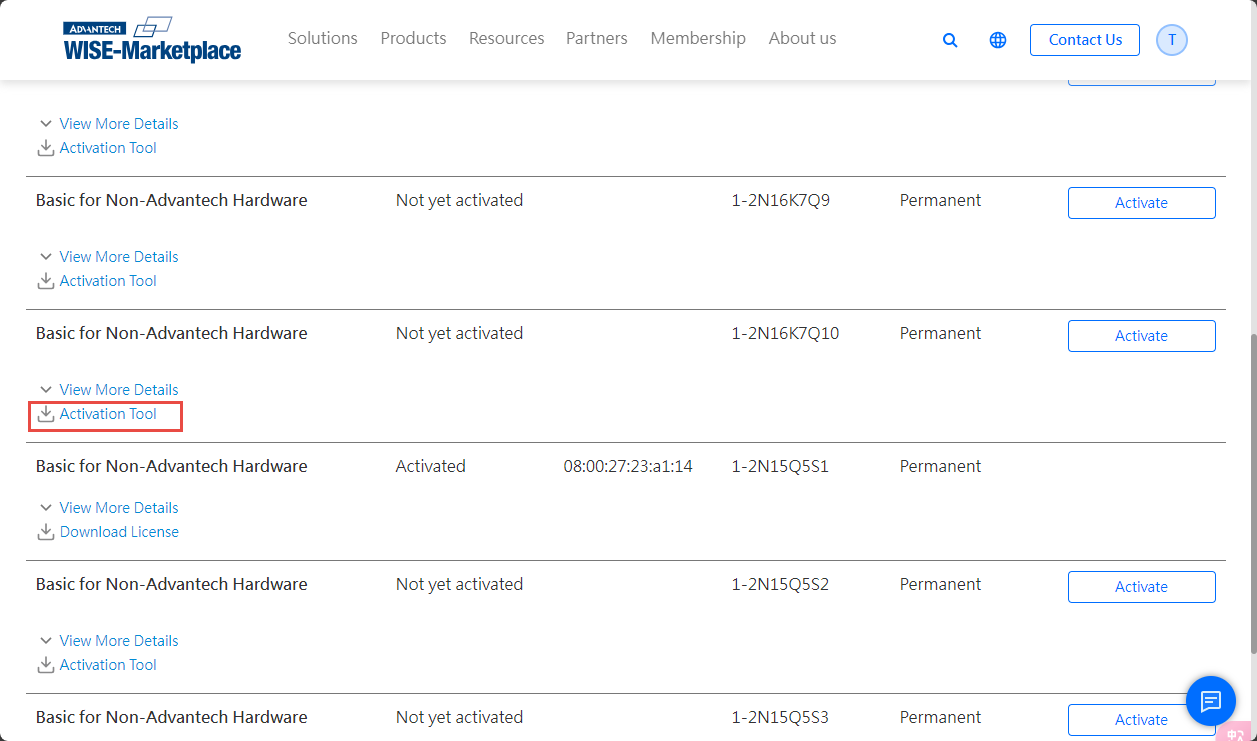 ADVANTECH
WISE-Marketplace
Solutions Products Resources Partners Membership About us
Contact Us
T
View More Details
Activation Tool
Basic for Non-Advantech Hardware Not yet activated 1-2N16K7Q9 Permanent Activate
View More Details
Activation Tool
Basic for Non-Advantech Hardware Not yet activated 1-2N16K7Q10 Permanent Activate
View More Details
Activation Tool
Basic for Non-Advantech Hardware Activated 08:00:27:23:a1:14 1-2N15Q5S1 Permanent
View More Details
Download License
Basic for Non-Advantech Hardware Not yet activated 1-2N15Q5S2 Permanent Activate
View More Details
Activation Tool
Basic for Non-Advantech Hardware Not yet activated 1-2N15Q5S3 Permanent Activate